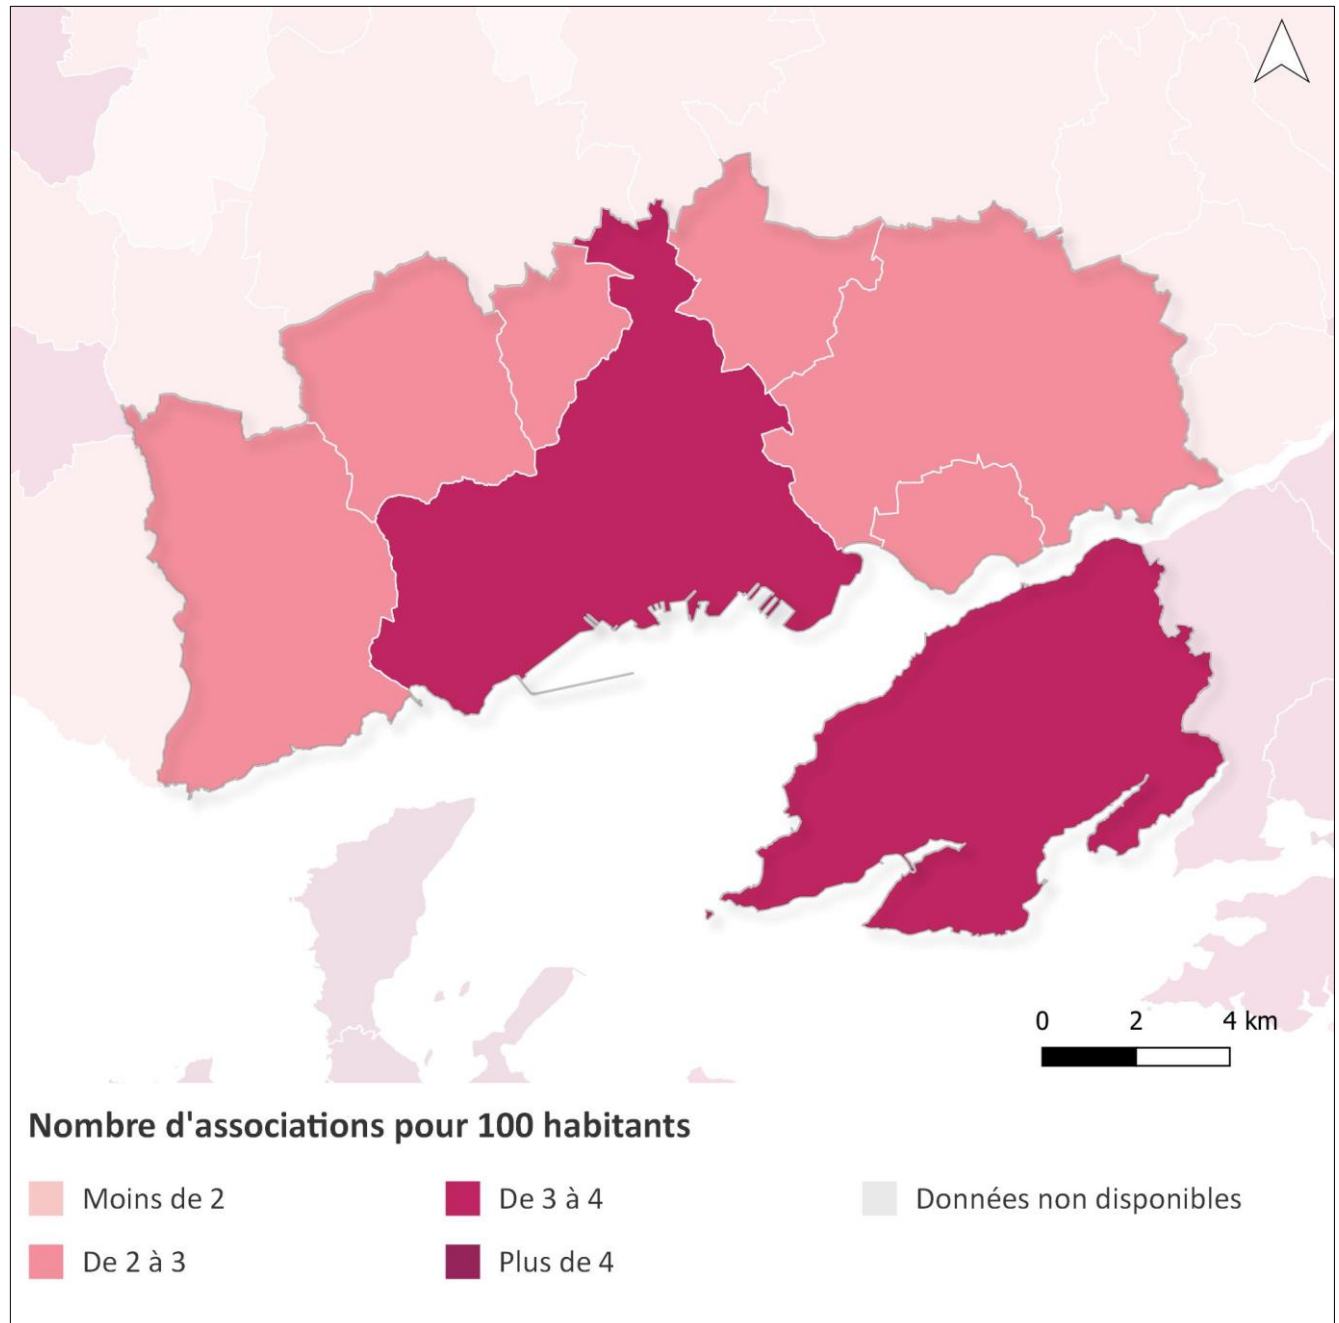 0 2 4 km
Nombre d'associations pour 100 habitants
Moins de 2
De 3 à 4
Données non disponibles
De 2 à 3
Plus de 4